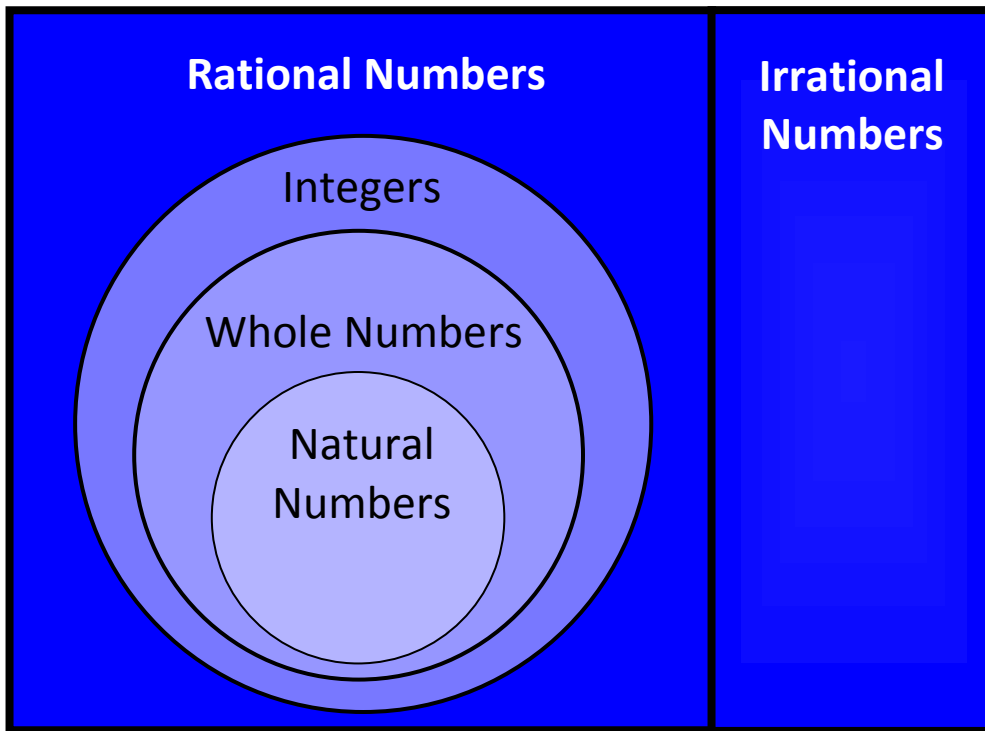 Rational Numbers
Irrational
Numbers
Integers
Whole Numbers
Natural
Numbers